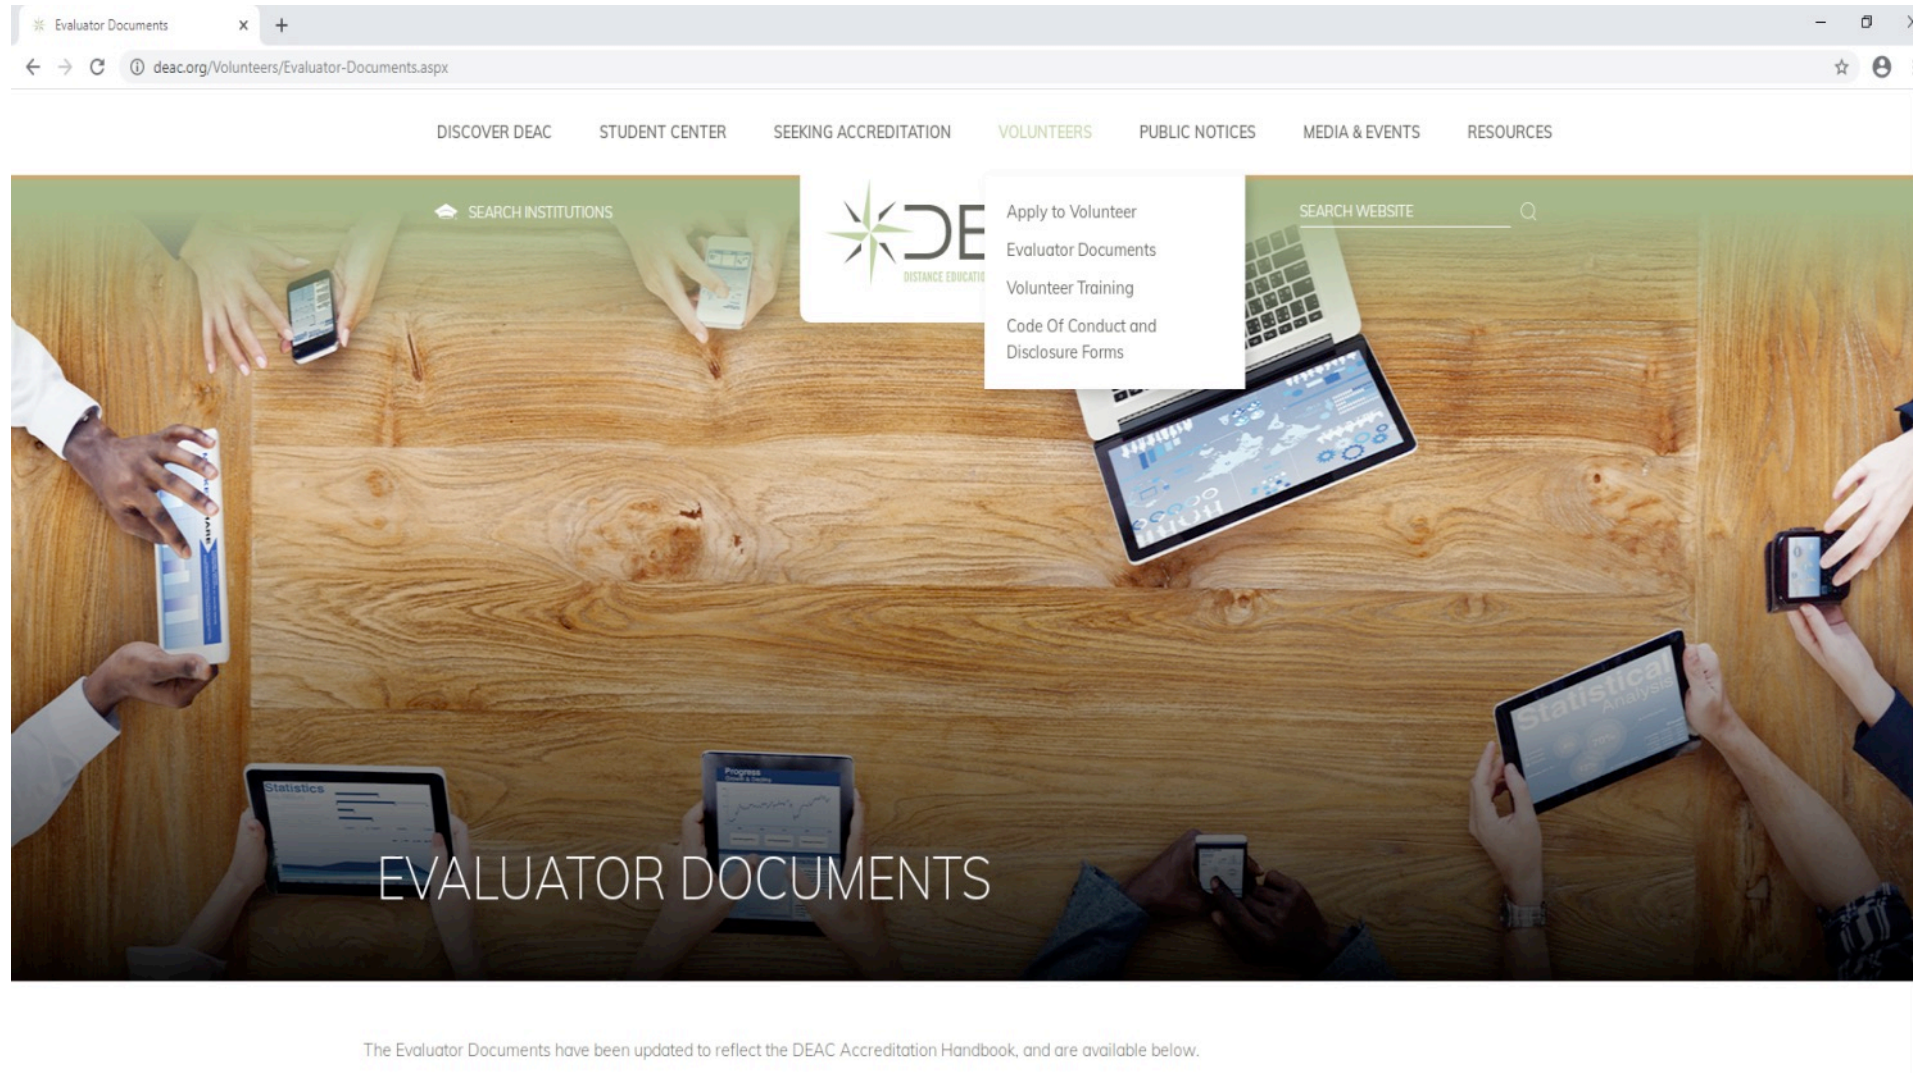 Evaluator Documents
deac.org/Volunteers/Evaluator-Documents.aspx
DISCOVER DEAC STUDENT CENTER SEEKING ACCREDITATION VOLUNTEERS PUBLIC NOTICES MEDIA & EVENTS RESOURCES
SEARCH INSTITUTIONS
SEARCH WEBSITE
DE
DISTANCE EDUCATIO
Apply to Volunteer
Evaluator Documents
Volunteer Training
Code Of Conduct and
Disclosure Forms
Statistical
Analysis
Statistics
Progress
EVALUATOR DOCUMENTS
The Evaluator Documents have been updated to reflect the DEAC Accreditation Handbook, and are available below.